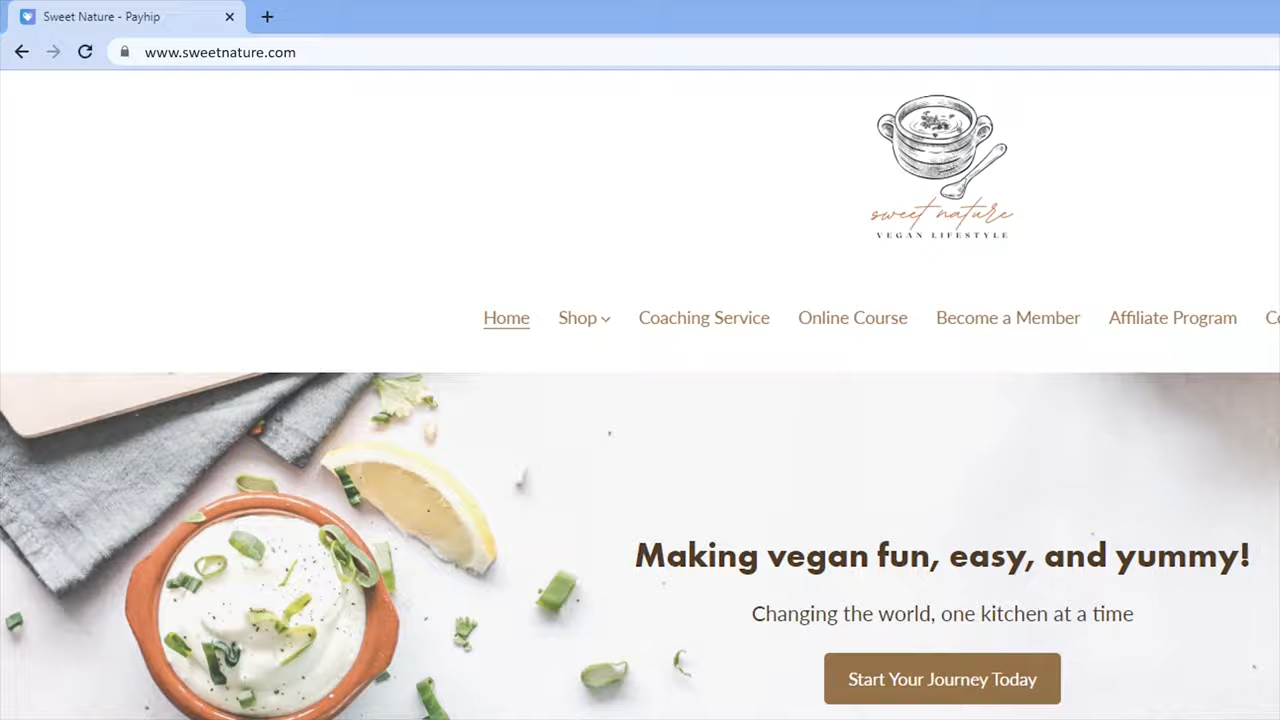 Sweet Nature - Payhip
www.sweetnature.com
sweet nature
VEGAN LIFESTYLE
Home Shop Coaching Service Online Course Become a Member Affiliate Program
Making vegan fun, easy, and yummy!
Changing the world, one kitchen at a time
Start Your Journey Today